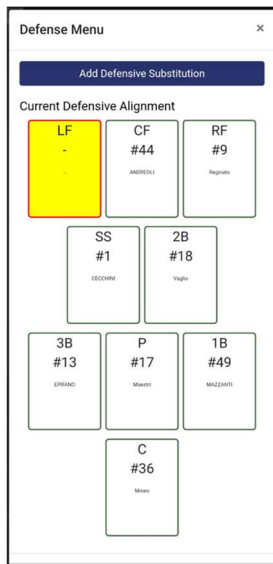 Defense Menu ×
Add Defensive Substitution
Current Defensive Alignment
LF CF RF
- #44 #9
- ANDREOLI Reginato
SS 2B
#1 #18
CECCHINI Vaglio
3B P 1B
#13 #17 #49
EPIFANO Maestri MAZZANTI
C
#36
Mineo